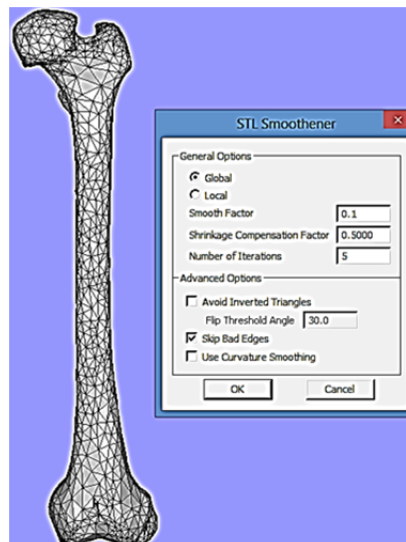 STL Smoothener
General Options
Global
Local
Smooth Factor 0.1
Shrinkage Compensation Factor 0.5000
Number of Iterations 5
Advanced Options
Avoid Inverted Triangles
Flip Threshold Angle 30.0
Skip Bad Edges
Use Curvature Smoothing
OK Cancel